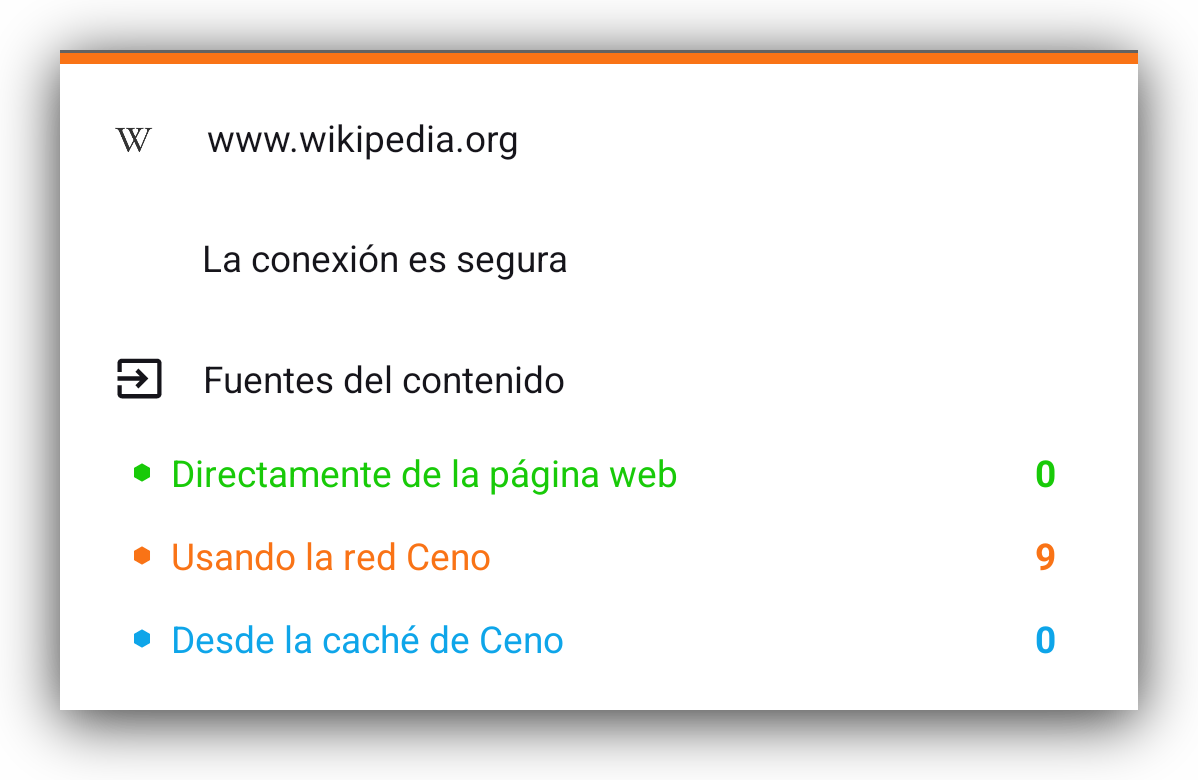 W www.wikipedia.org
La conexión es segura
Fuentes del contenido
Directamente de la página web 0
Usando la red Ceno 9
Desde la caché de Ceno 0